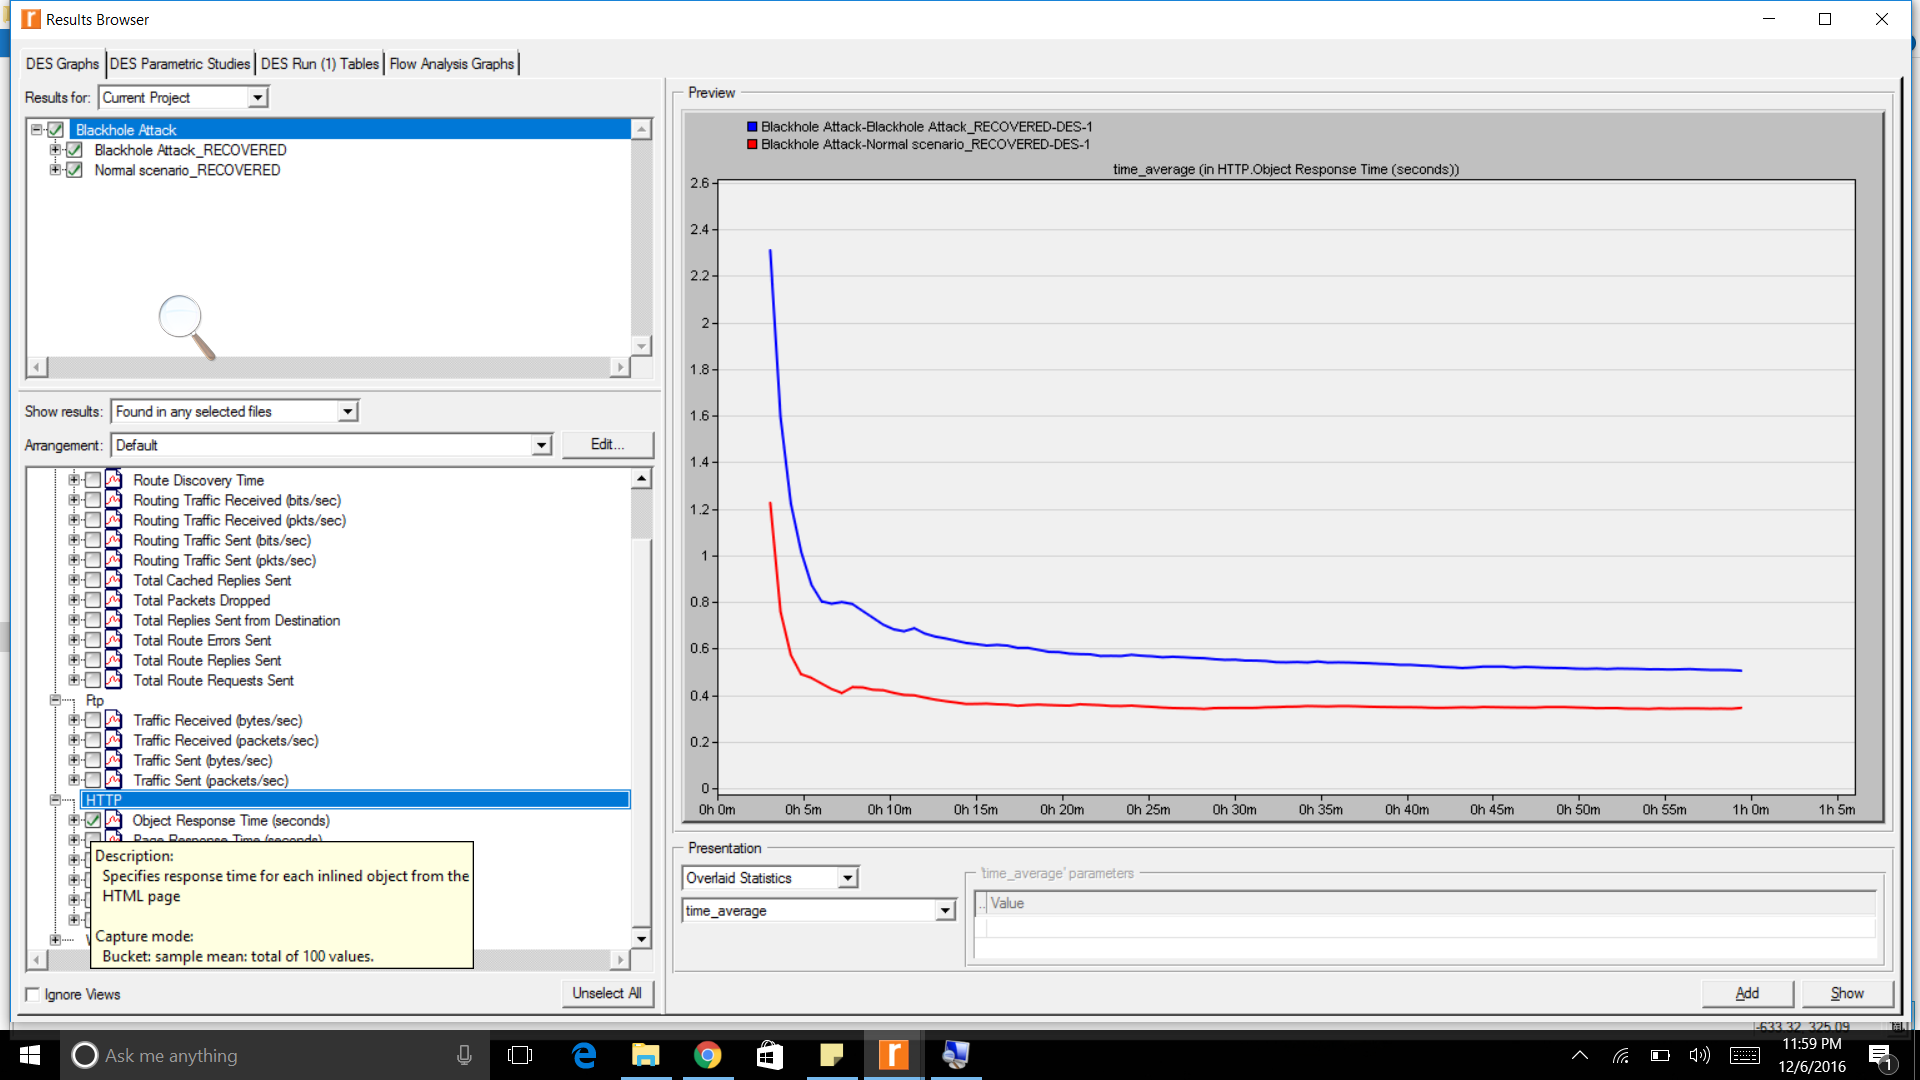 Results Browser
DES Graphs DES Parametric Studies DES Run (1) Tables Flow Analysis Graphs
Results for: Current Project
Blackhole Attack
Blackhole Attack_RECOVERED
Normal scenario_RECOVERED
Show results: Found in any selected files
Arrangement: Default Edit...
Route Discovery Time
Routing Traffic Received (bits/sec)
Routing Traffic Received (pkts/sec)
Routing Traffic Sent (bits/sec)
Routing Traffic Sent (pkts/sec)
Total Cached Replies Sent
Total Packets Dropped
Total Replies Sent from Destination
Total Route Errors Sent
Total Route Replies Sent
Total Route Requests Sent
Ftp
Traffic Received (bytes/sec)
Traffic Received (packets/sec)
Traffic Sent (bytes/sec)
Traffic Sent (packets/sec)
HTTP
Object Response Time (seconds)
Page Response Time (seconds)
Description:
Specifies response time for each inlined object from the
HTML page
Capture mode:
Bucket: sample mean: total of 100 values.
Ignore Views Unselect All
Preview
Blackhole Attack-Blackhole Attack_RECOVERED-DES-1
Blackhole Attack-Normal scenario_RECOVERED-DES-1
time_average (in HTTP.Object Response Time (seconds))
2.6
2.4
2.2
2
1.8
1.6
1.4
1.2
1
0.8
0.6
0.4
0.2
0
0h 0m 0h 5m 0h 10m 0h 15m 0h 20m 0h 25m 0h 30m 0h 35m 0h 40m 0h 45m 0h 50m 0h 55m 1h 0m 1h 5m
Presentation
Overlaid Statistics
time_average
'time_average' parameters
.. Value
Add Show
-633.32, 325.09
Ask me anything
11:59 PM
12/6/2016
1